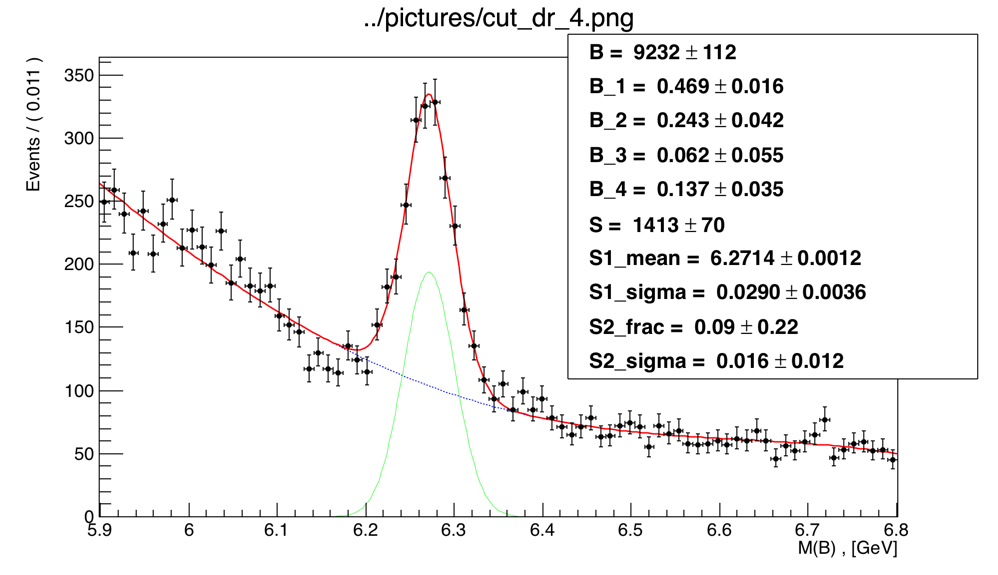 ../pictures/cut_dr_4.png
Events / ( 0.011 )
350
300
250
200
150
100
50
0
B = 9232 ± 112
B_1 = 0.469 ± 0.016
B_2 = 0.243 ± 0.042
B_3 = 0.062 ± 0.055
B_4 = 0.137 ± 0.035
S = 1413 ± 70
S1_mean = 6.2714 ± 0.0012
S1_sigma = 0.0290 ± 0.0036
S2_frac = 0.09 ± 0.22
S2_sigma = 0.016 ± 0.012
5.9 6 6.1 6.2 6.3 6.4 6.5 6.6 6.7 6.8
M(B) , [GeV]